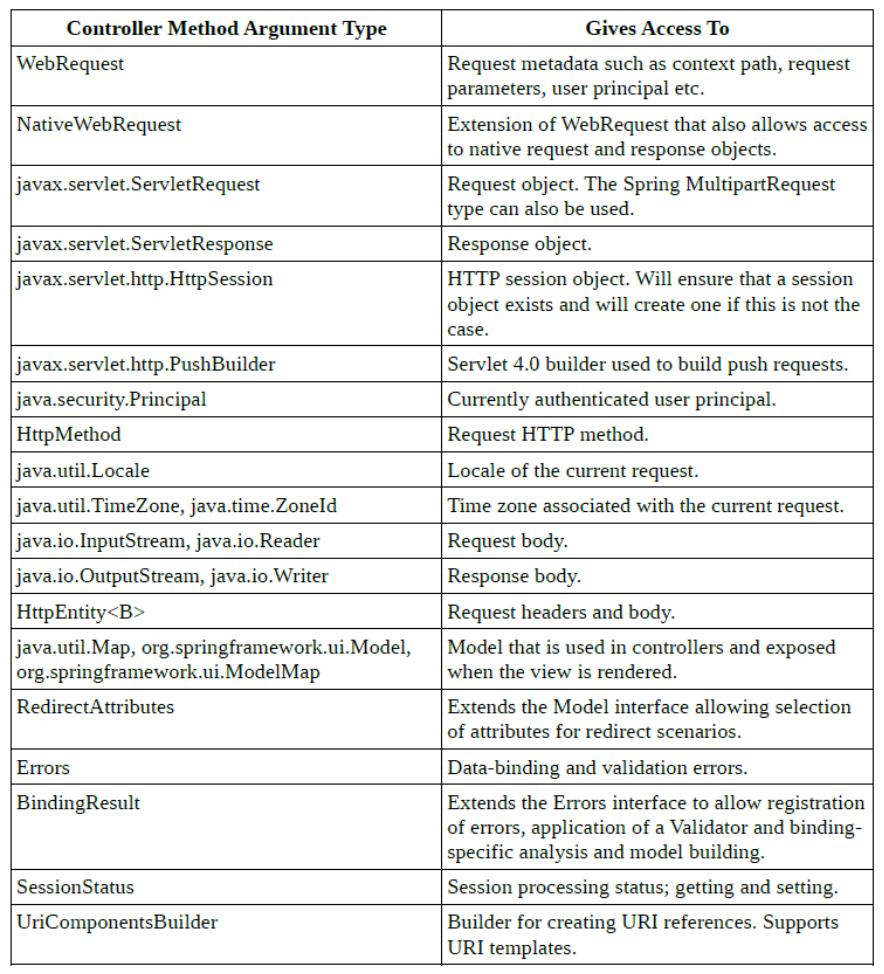 Controller Method Argument Type
Gives Access To
WebRequest
Request metadata such as context path, request
parameters, user principal etc.
NativeWebRequest
Extension of WebRequest that also allows access
to native request and response objects.
javax.servlet.ServletRequest
Request object. The Spring MultipartRequest
type can also be used.
javax.servlet.ServletResponse
Response object.
javax.servlet.http.HttpSession
HTTP session object. Will ensure that a session
object exists and will create one if this is not the
case.
javax.servlet.http.PushBuilder
Servlet 4.0 builder used to build push requests.
java.security.Principal
Currently authenticated user principal.
HttpMethod
Request HTTP method.
java.util.Locale
Locale of the current request.
java.util.TimeZone, java.time.ZoneId
Time zone associated with the current request.
java.io.InputStream, java.io.Reader
Request body.
java.io.OutputStream, java.io.Writer
Response body.
HttpEntity<B>
Request headers and body.
java.util.Map, org.springframework.ui.Model,
org.springframework.ui.ModelMap
Model that is used in controllers and exposed
when the view is rendered.
RedirectAttributes
Extends the Model interface allowing selection
of attributes for redirect scenarios.
Errors
Data-binding and validation errors.
BindingResult
Extends the Errors interface to allow registration
of errors, application of a Validator and binding-
specific analysis and model building.
SessionStatus
Session processing status; getting and setting.
UriComponentsBuilder
Builder for creating URI references. Supports
URI templates.